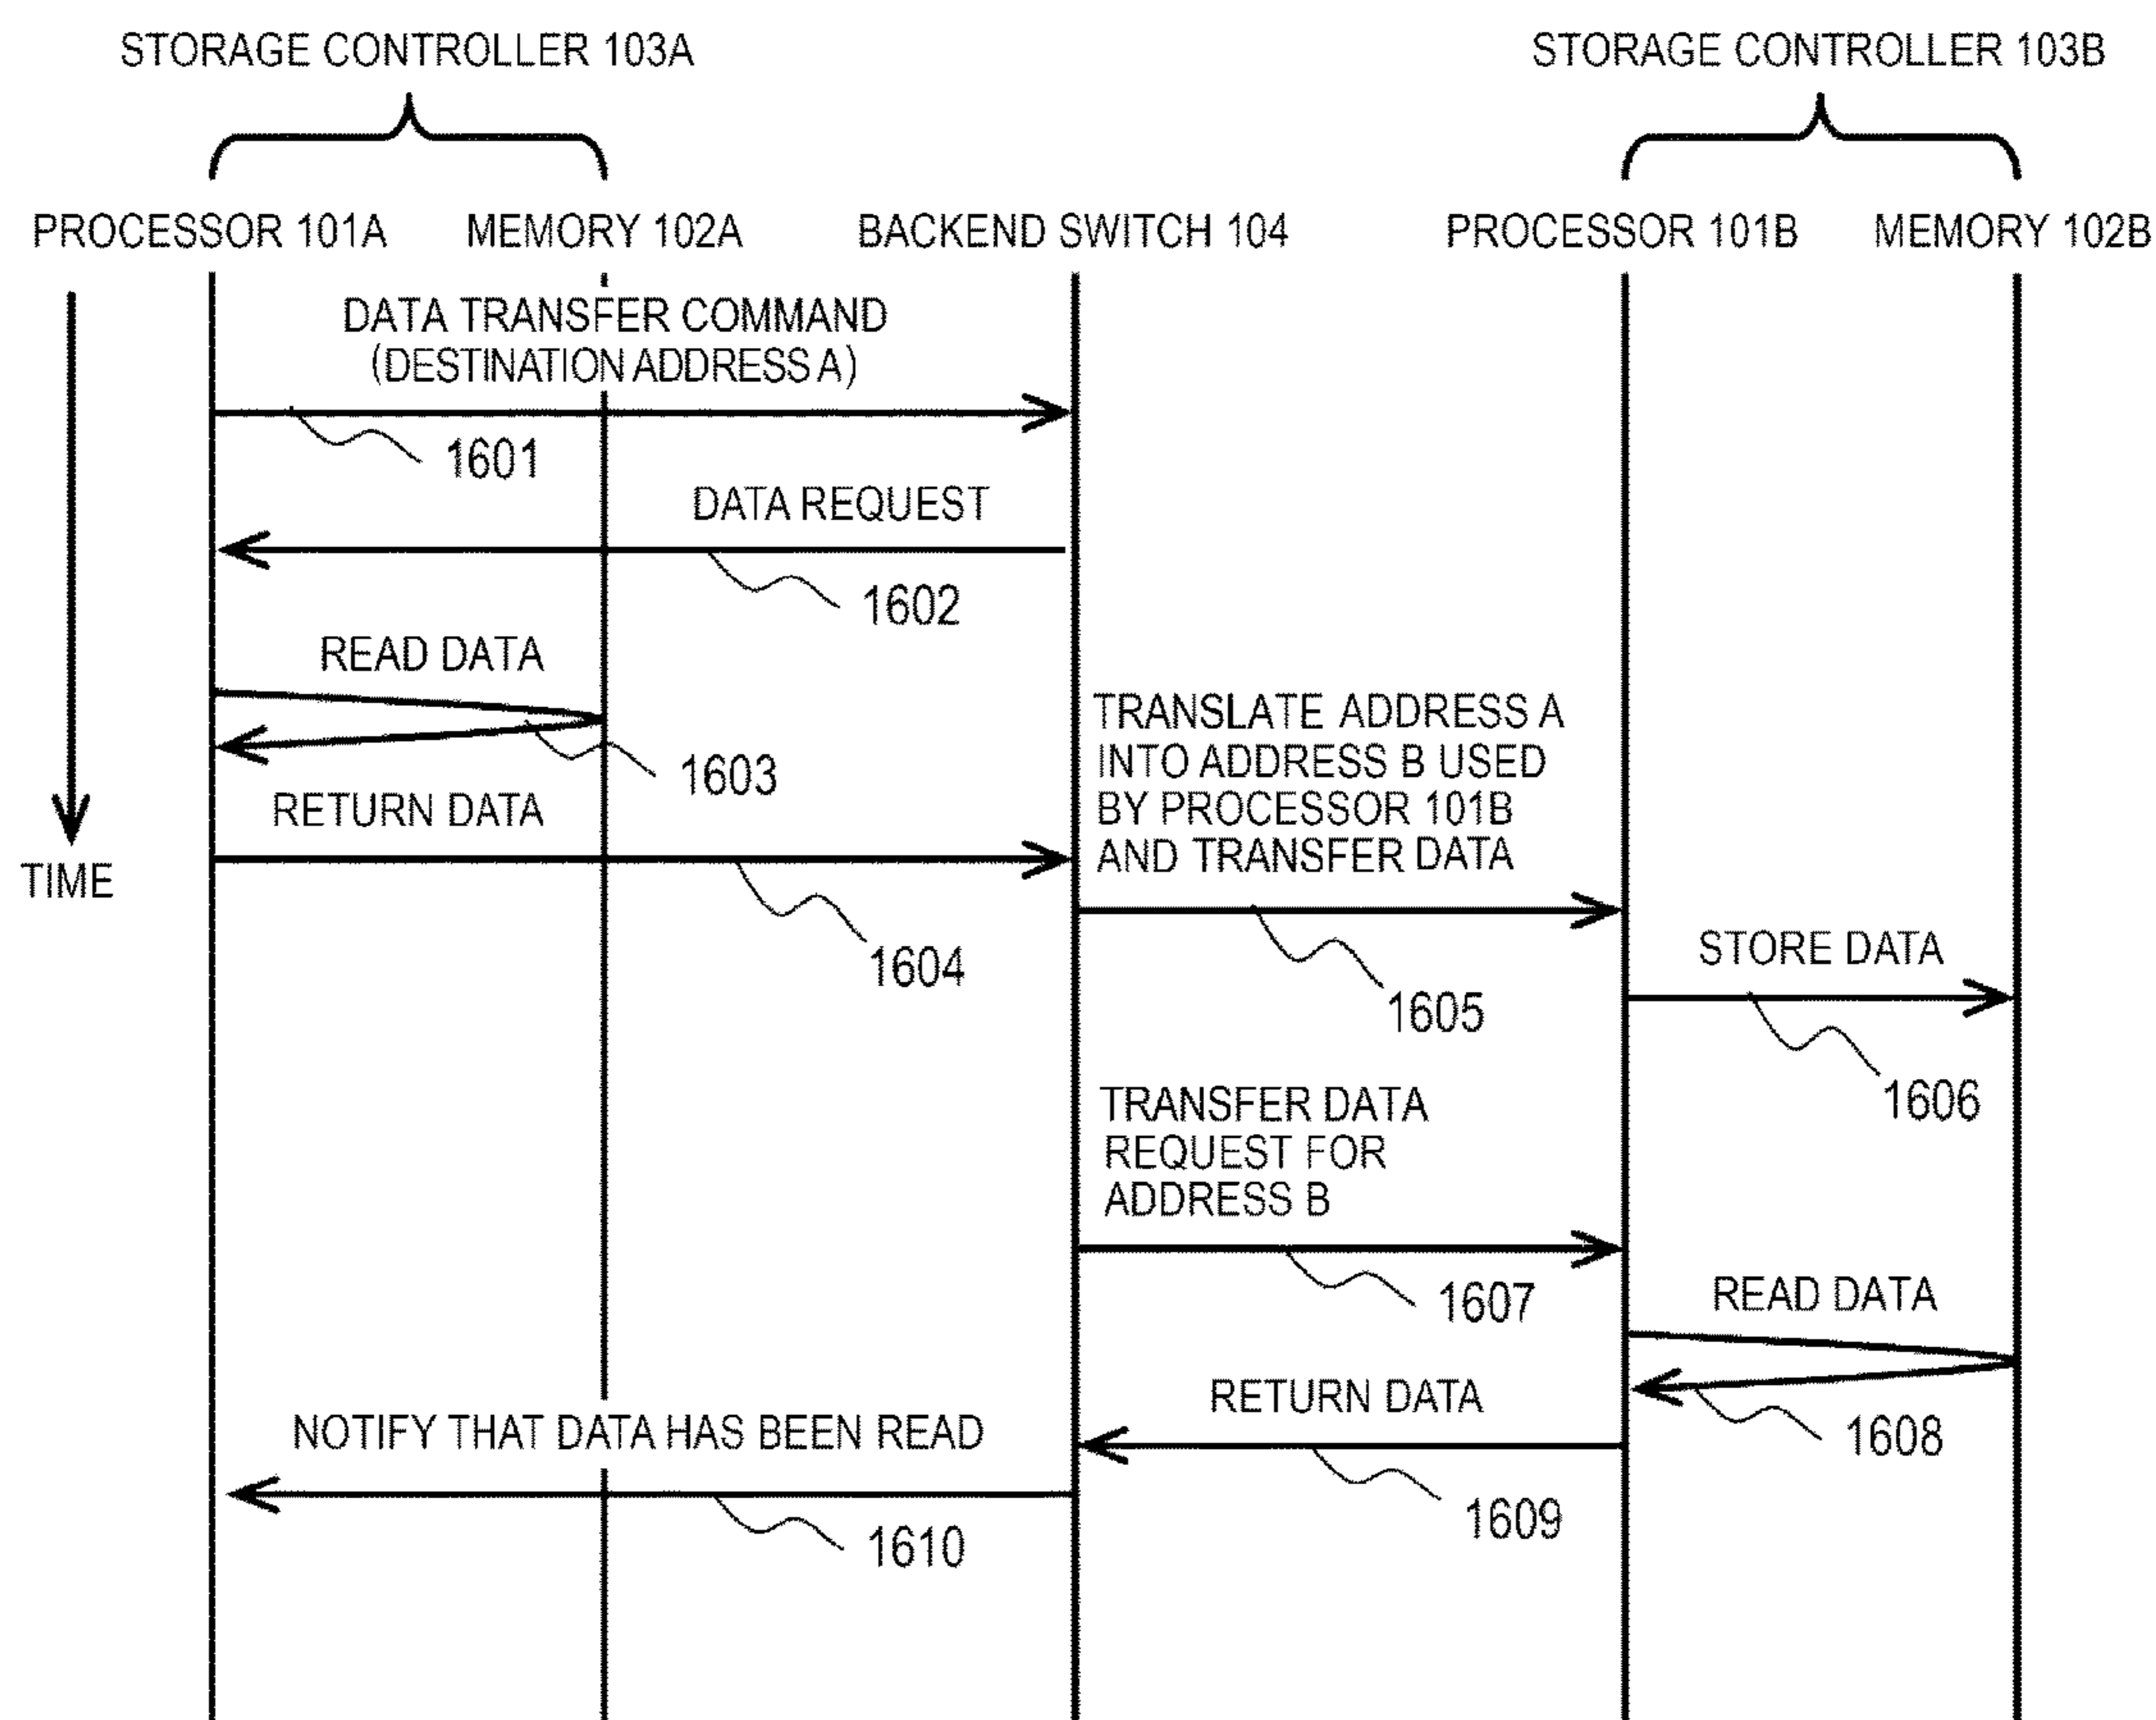 STORAGE CONTROLLER 103A
STORAGE CONTROLLER 103B
PROCESSOR 101A
MEMORY 102A
BACKEND SWITCH 104
PROCESSOR 101B
MEMORY 102B
DATA TRANSFER COMMAND
(DESTINATION ADDRESS A)
1601
DATA REQUEST
1602
READ DATA
1603
RETURN DATA
TIME
1604
TRANSLATE ADDRESS A
INTO ADDRESS B USED
BY PROCESSOR 101B
AND TRANSFER DATA
1605
STORE DATA
1606
TRANSFER DATA
REQUEST FOR
ADDRESS B
1607
READ DATA
1608
RETURN DATA
1609
NOTIFY THAT DATA HAS BEEN READ
1610